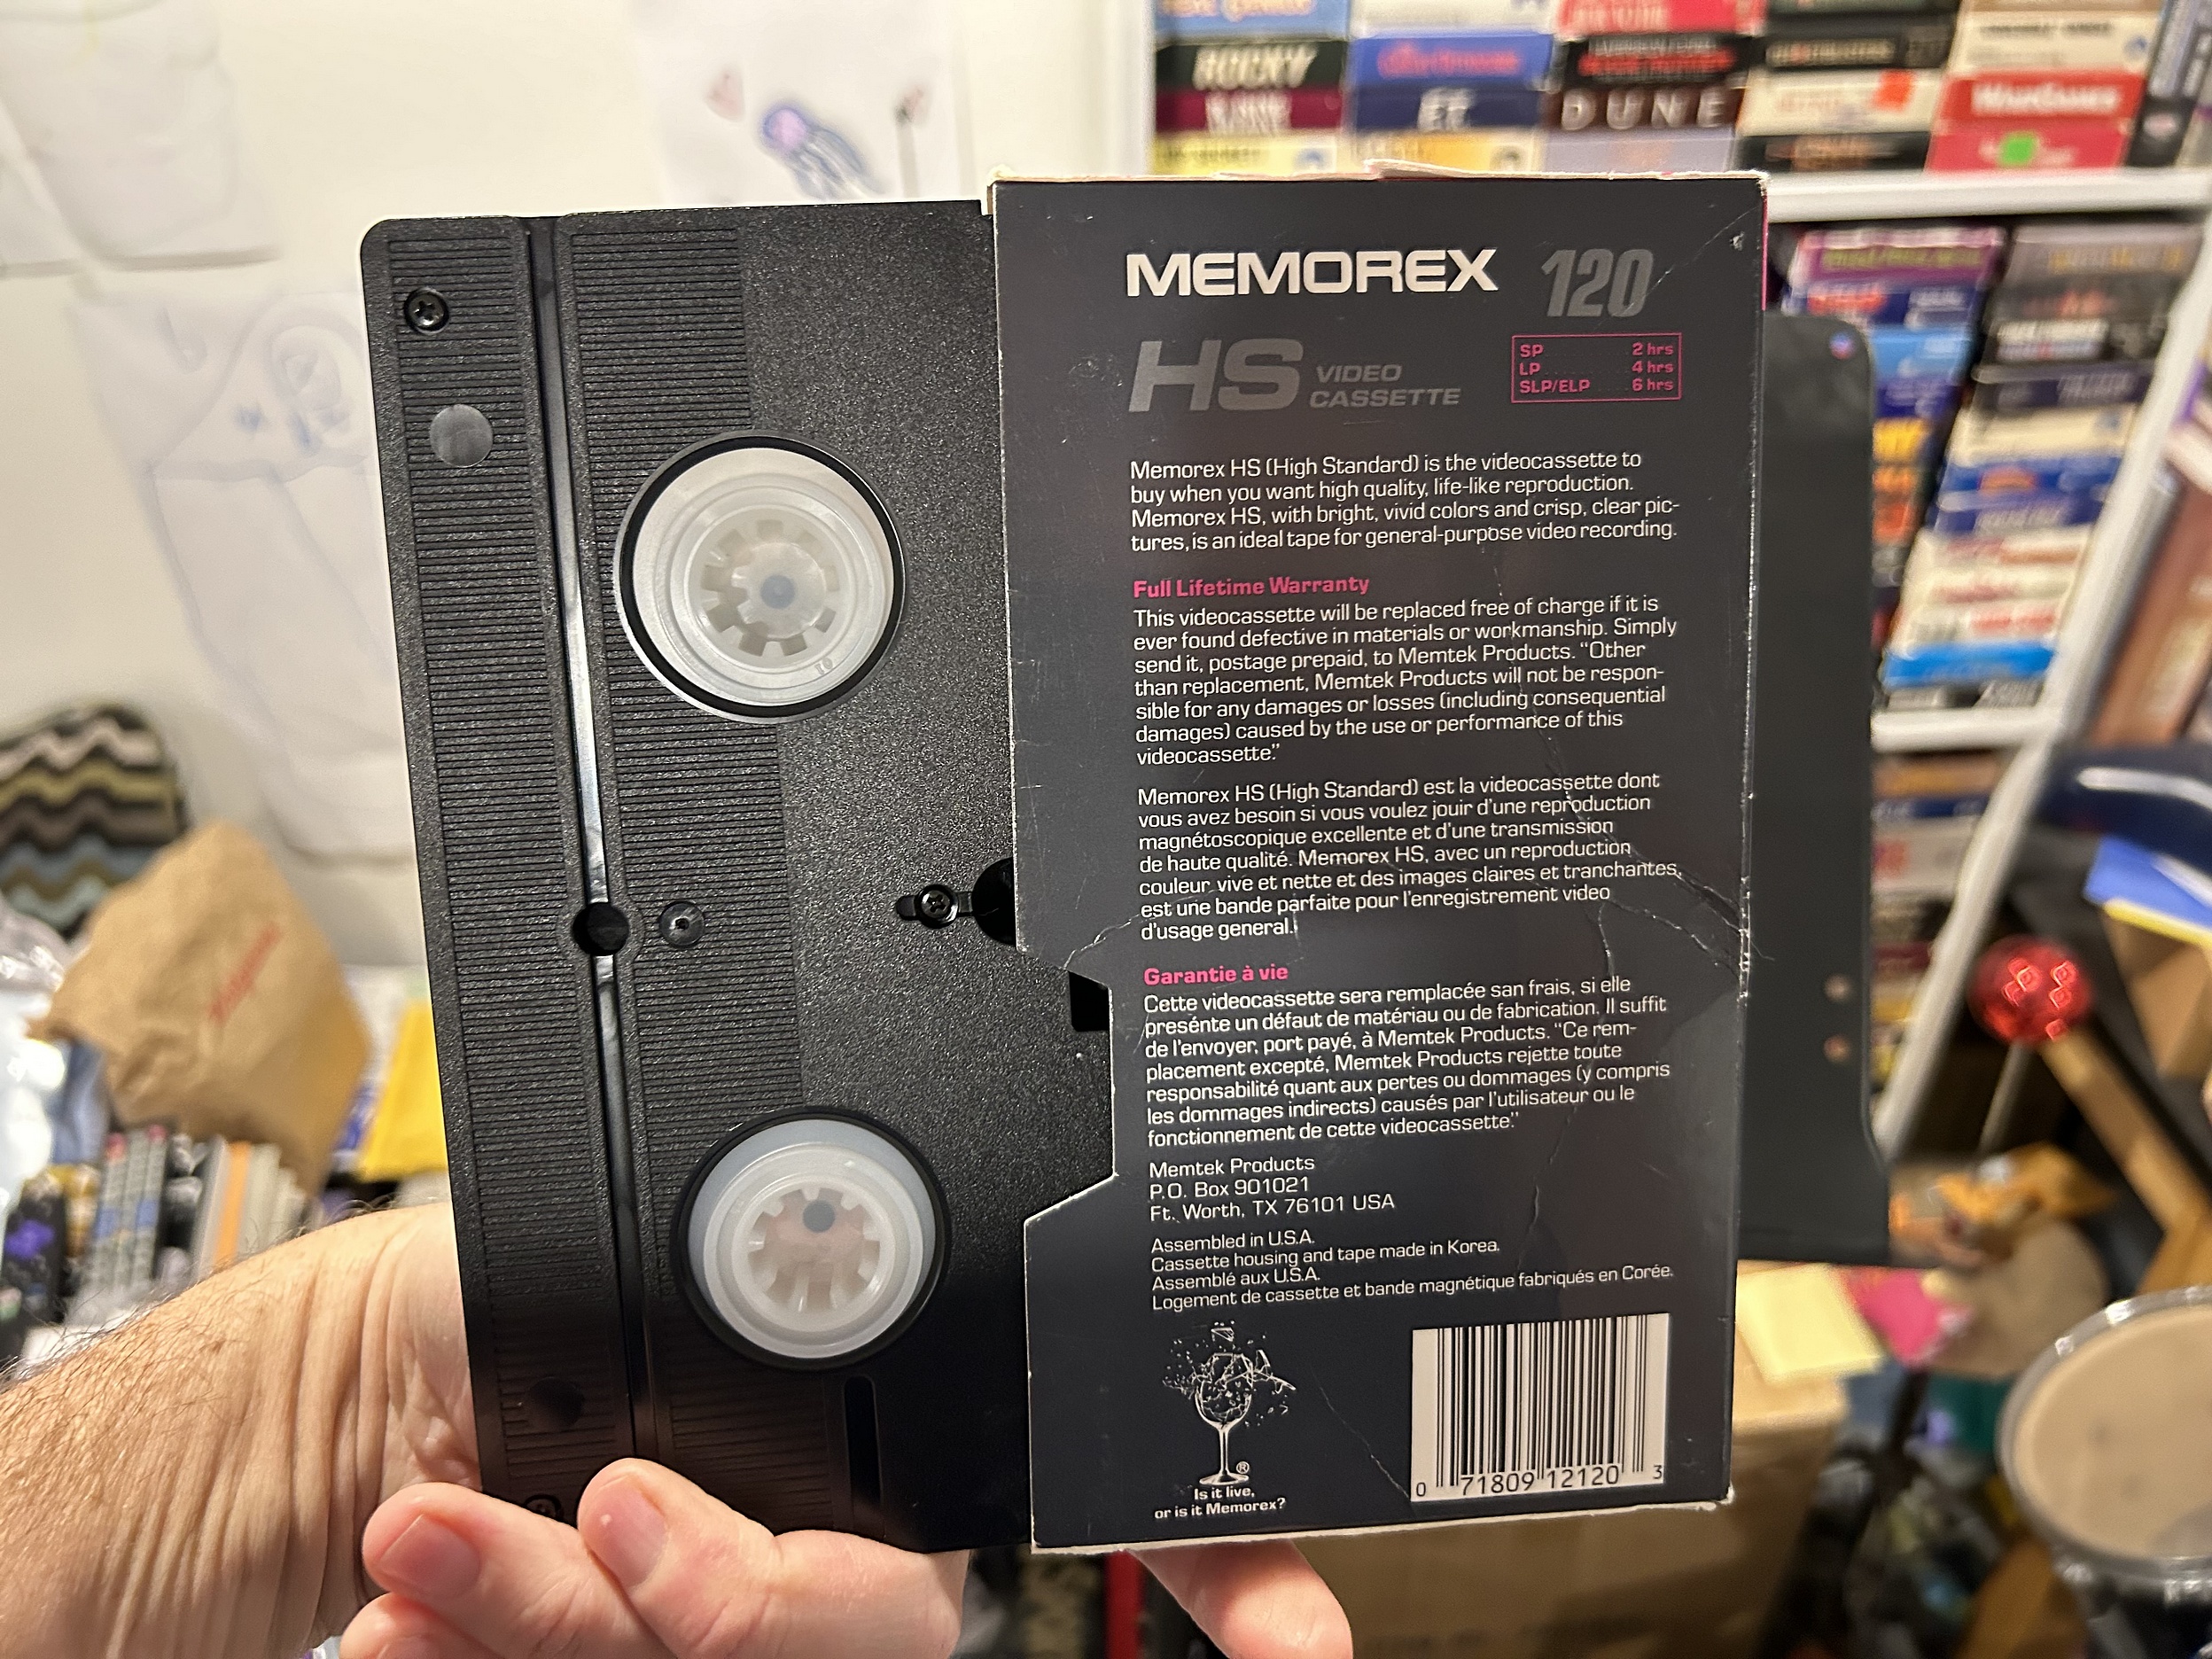 ROCKY
DUNE
WarGames
MEMOREX 120
HS VIDEO
CASSETTE
SP 2 hrs
LP 4 hrs
SLP/ELP 6 hrs
Memorex HS (High Standard) is the videocassette to
buy when you want high quality, life-like reproduction.
Memorex HS, with bright, vivid colors and crisp, clear pic-
tures, is an ideal tape for general-purpose video recording.
Full Lifetime Warranty
This videocassette will be replaced free of charge if it is
ever found defective in materials or workmanship. Simply
send it, postage prepaid, to Memtek Products. “Other
than replacement, Memtek Products will not be respon-
sible for any damages or losses (including consequential
damages) caused by the use or performance of this
videocassette.”
Memorex HS (High Standard) est la videocassette dont
vous avez besoin si vous voulez jouir d'une reproduction
magnétoscopique excellente et d'une transmission
de haute qualité. Memorex HS, avec un reproduction
couleur vive et nette et des images claires et tranchantes,
est une bande parfaite pour l'enregistrement video
d'usage general.
Garantie à vie
Cette videocassette sera remplacée san frais, si elle
presénte un défaut de matériau ou de fabrication. Il suffit
de l'envoyer, port payé, à Memtek Products. “Ce rem-
placement excepté, Memtek Products rejette toute
responsabilité quant aux pertes ou dommages (y compris
les dommages indirects) causés par l'utilisateur ou le
fonctionnement de cette videocassette.”
Memtek Products
P.O. Box 901021
Ft. Worth, TX 76101 USA
Assembled in U.S.A.
Cassette housing and tape made in Korea.
Assemblé aux U.S.A.
Logement de cassette et bande magnétique fabriqués en Corée.
®
Is it live,
or is it Memorex?
0 71809 12120 3